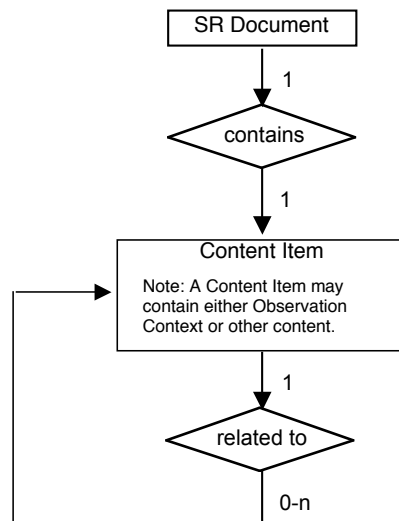 SR Document
1
contains
1
Content Item
Note: A Content Item may
contain either Observation
Context or other content.
1
related to
0-n